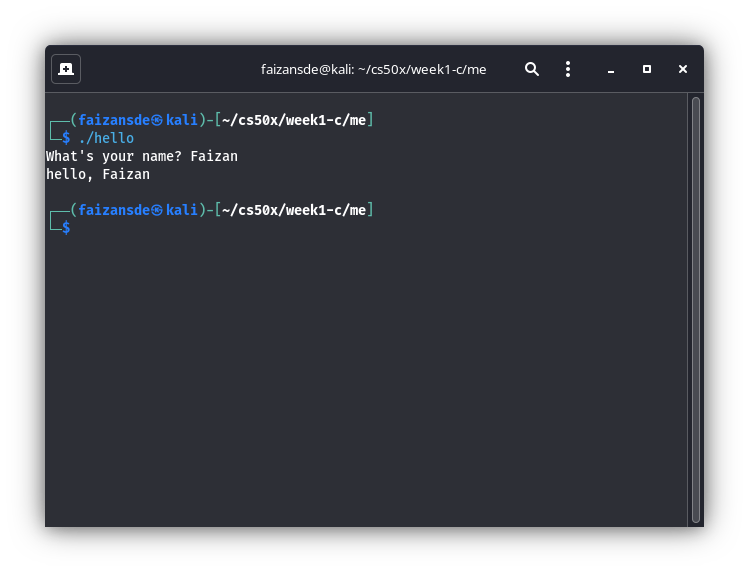 faizansde@kali: ~/cs50x/week1-c/me
┌──(faizansde㉿kali)-[~/cs50x/week1-c/me]
└─$ ./hello
What's your name? Faizan
hello, Faizan
┌──(faizansde㉿kali)-[~/cs50x/week1-c/me]
└─$